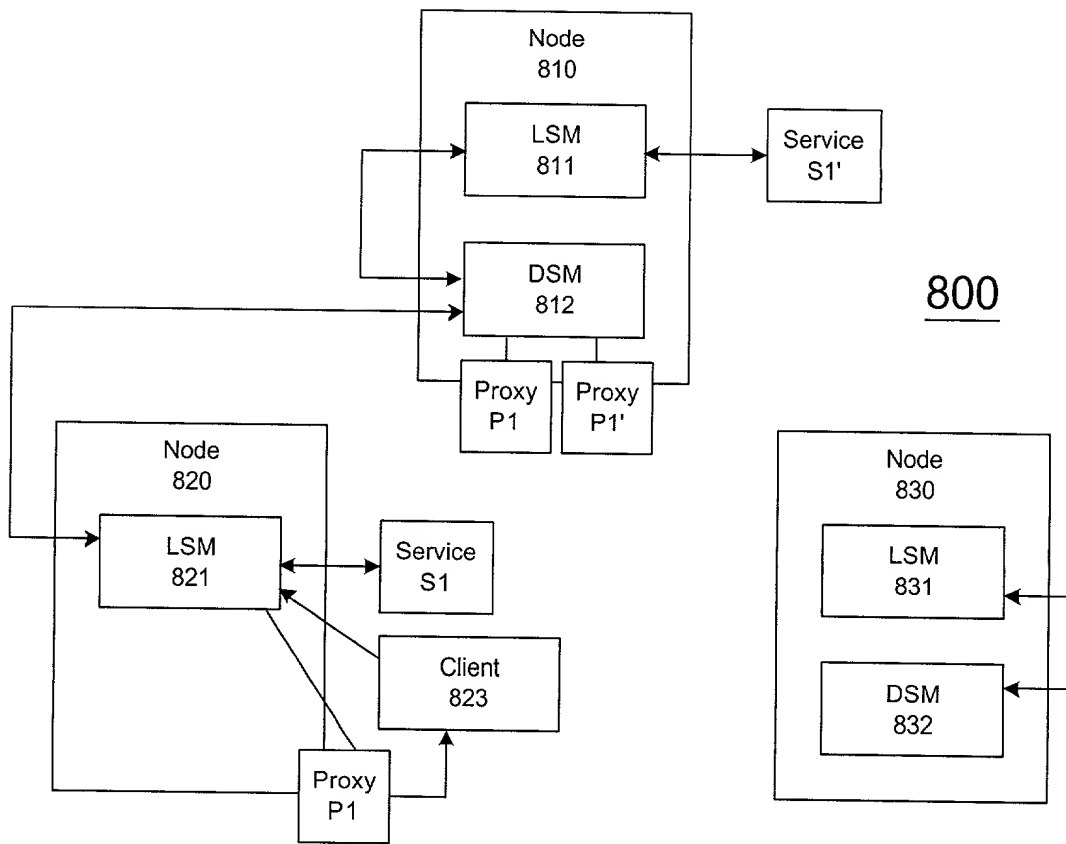 Node
810
LSM
811
Service
S1'
DSM
812
800
Proxy
P1
Proxy
P1'
Node
820
LSM
821
Service
S1
Client
823
Proxy
P1
Node
830
LSM
831
DSM
832